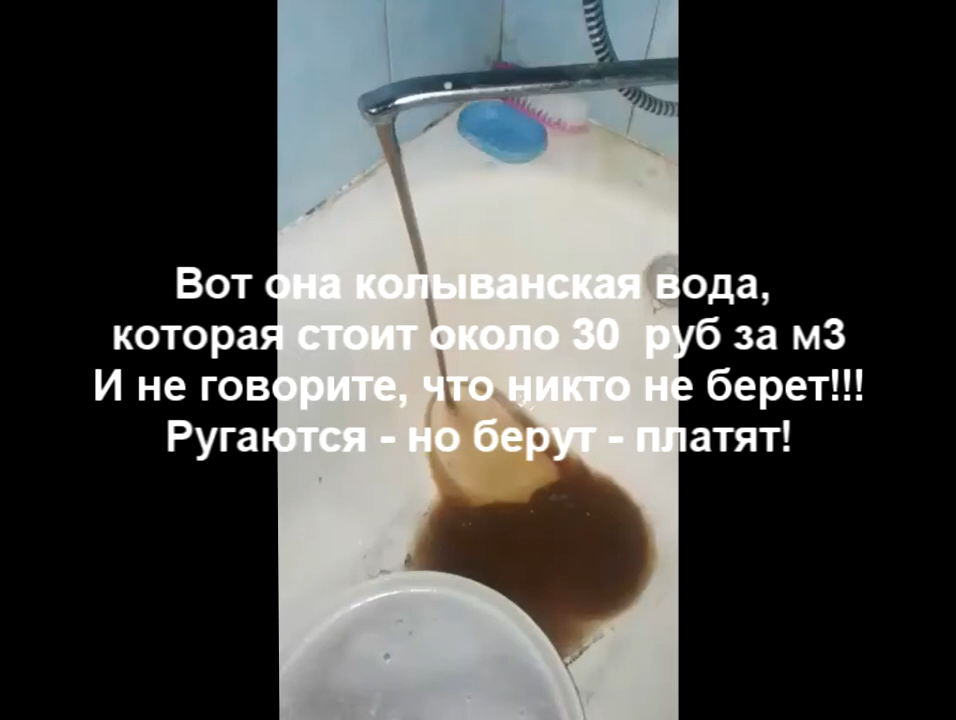 Вот она колыванская вода,
которая стоит около 30 руб за м3
И не говорите, что никто не берет!!!
Ругаются - но берут - платят!